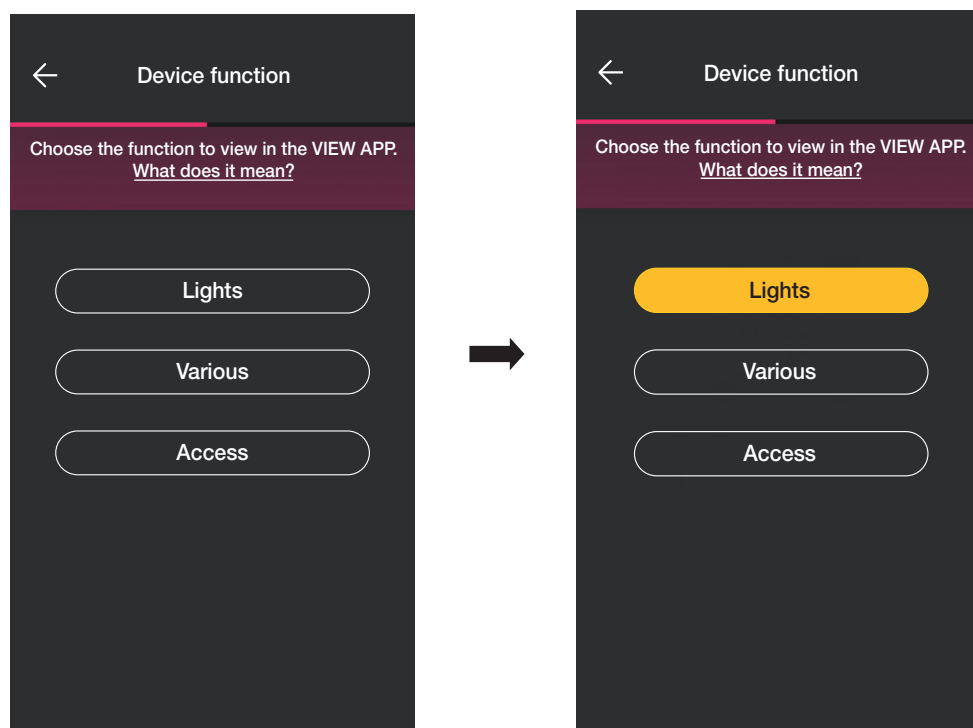 Device function
Choose the function to view in the VIEW APP.
What does it mean?
Lights
Various
Access
Device function
Choose the function to view in the VIEW APP.
What does it mean?
Lights
Various
Access